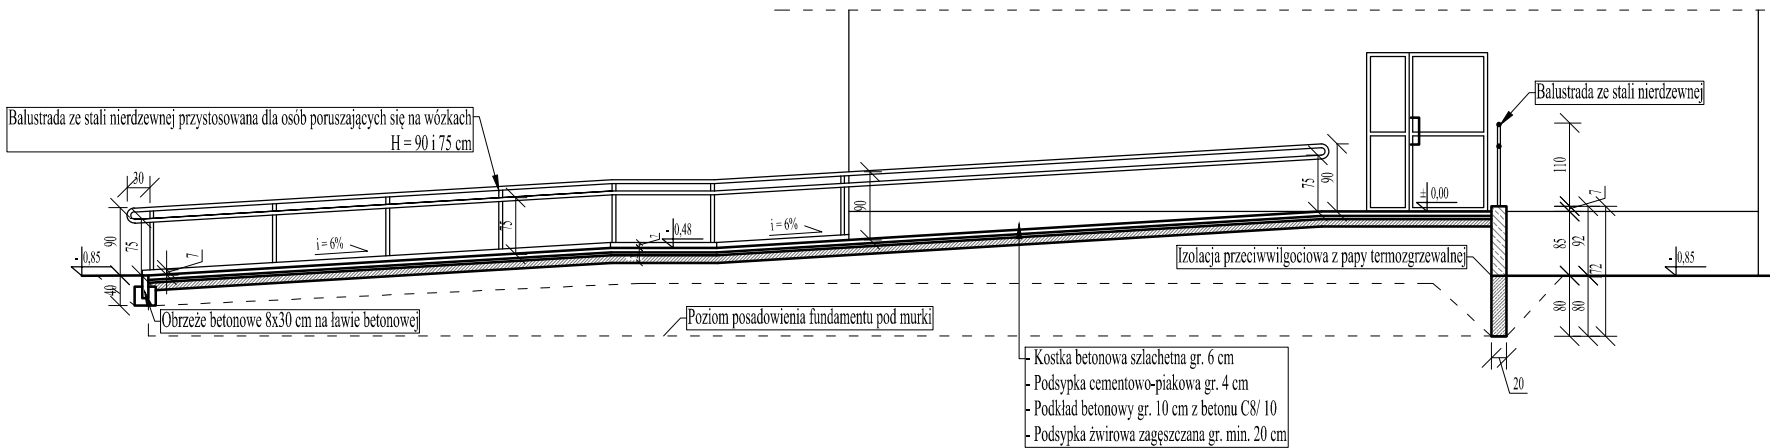 Balustrada ze stali nierdzewnej przystosowana dla osób poruszających się na wózkach
H = 90 i 75 cm
Balustrada ze stali nierdzewnej
30
90
75
7
- 0,85
40
i = 6%
75
- 0,48
7
i = 6%
90
75
90
± 0,00
110
7
85
92
72
80
80
- 0,85
20
Izolacja przeciwwilgociowa z papy termozgrzewalnej
Obrzeże betonowe 8x30 cm na ławie betonowej
Poziom posadowienia fundamentu pod murki
- Kostka betonowa szlachetna gr. 6 cm
- Podsypka cementowo-piakowa gr. 4 cm
- Podkład betonowy gr. 10 cm z betonu C8/ 10
- Podsypka żwirowa zagęszczana gr. min. 20 cm